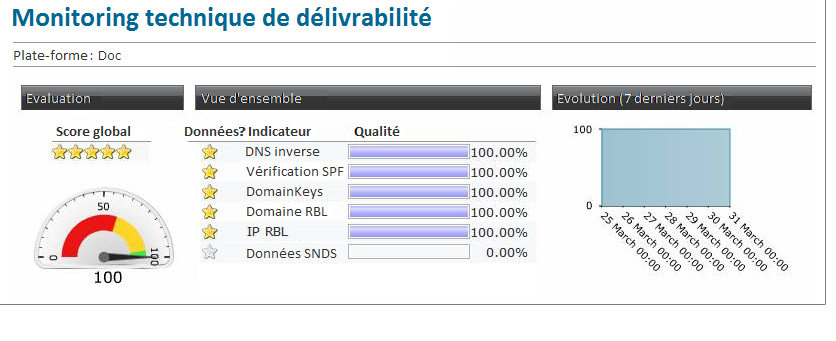 Monitoring technique de délivrabilité
Plate-forme : Doc
Evaluation
Score global
0
50
100
100
Vue d'ensemble
Données? Indicateur Qualité
DNS inverse 100.00%
Vérification SPF 100.00%
DomainKeys 100.00%
Domaine RBL 100.00%
IP RBL 100.00%
Données SNDS 0.00%
Evolution (7 derniers jours)
100
0
25 March 00:00
26 March 00:00
27 March 00:00
28 March 00:00
29 March 00:00
30 March 00:00
31 March 00:00